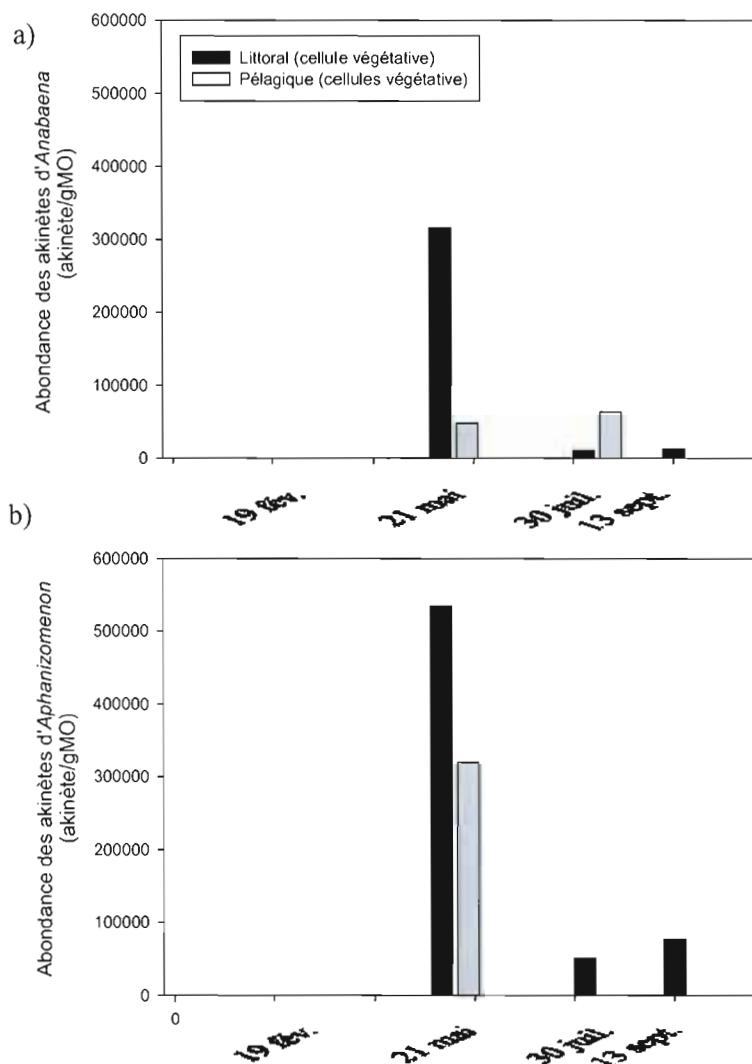 a)
Abondance des akinètes d'Anabaena
(akinète/gMO)
600000
500000
400000
300000
200000
100000
0
Littoral (cellule végétative)
Pélagique (cellules végétative)
19 fév.
21 mai
30 juil.
13 sept.
b)
Abondance des akinètes d'Aphanizomenon
(akinète/gMO)
600000
500000
400000
300000
200000
100000
0
0
19 fév.
21 mai
30 juil.
13 sept.